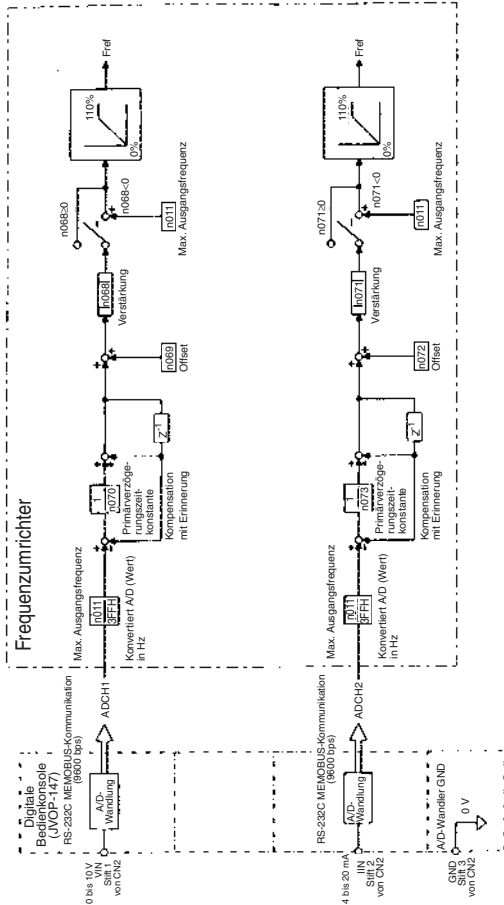 Frequenzumrichter
Digitale
Bedienkonsole
(JVOP-147)
RS-232C MEMOBUS-Kommunikation
(9600 bps)
0 bis 10 V
VIN
Stift 1
von CN2
A/D-
Wandlung
ADCH1
Max. Ausgangsfrequenz
n011
3FFH
Konvertiert A/D (Wert)
in Hz
1
n070
Primärverzöge-
rungszeit-
konstante
Kompensation
mit Erinnerung
Z-1
n069
Offset
n068
Verstärkung
n068≥0
n068<0
n011
Max. Ausgangsfrequenz
110%
0%
Fref
RS-232C MEMOBUS-Kommunikation
(9600 bps)
4 bis 20 mA
IIN
Stift 2
von CN2
A/D-
Wandlung
ADCH2
Max. Ausgangsfrequenz
n011
3FFH
Konvertiert A/D (Wert)
in Hz
1
n073
Primärverzöge-
rungszeit-
konstante
Kompensation
mit Erinnerung
Z-1
n072
Offset
n071
Verstärkung
n071≥0
n071<0
n011
Max. Ausgangsfrequenz
110%
0%
Fref
A/D-Wandler GND
GND
Stift 3
von CN2
0 V